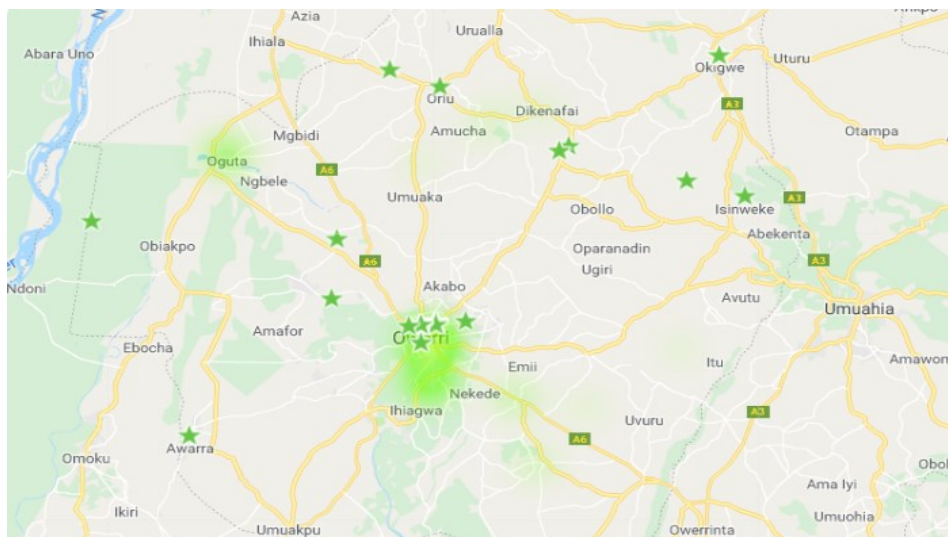 Azia
Urualla
Abara Uno
Ihiala
Okigwe
Uturu
Dikenafai
A3
Mgbidi
Amucha
Otampa
Oguta
A6
Ngbele
Umuaka
Obollo
Isinweke
A3
Abekenta
Obiakpo
Oparanadin
Ugiri
A6
A3
Ndoni
Akabo
Avutu
Umuahia
Amafor
Ebocha
Emii
Itu
Amawom
Nekede
Ihiagwa
Uvuru
A3
Awarra
A6
Omoku
Ama Iyi
Ikiri
Umuohia
Umuakpu
Owerrinta